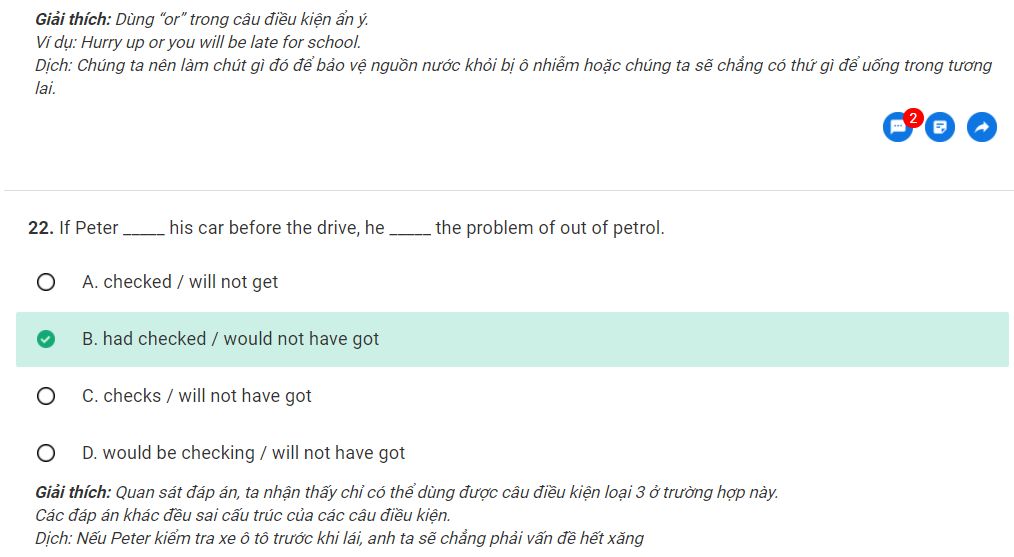 Giải thích: Dùng “or” trong câu điều kiện ẩn ý.
Ví dụ: Hurry up or you will be late for school.
Dịch: Chúng ta nên làm chút gì đó để bảo vệ nguồn nước khỏi bị ô nhiễm hoặc chúng ta sẽ chẳng có thứ gì để uống trong tương
lai.
2
22. If Peter _____ his car before the drive, he _____ the problem of out of petrol.
A. checked / will not get
B. had checked / would not have got
C. checks / will not have got
D. would be checking / will not have got
Giải thích: Quan sát đáp án, ta nhận thấy chỉ có thể dùng được câu điều kiện loại 3 ở trường hợp này.
Các đáp án khác đều sai cấu trúc của các câu điều kiện.
Dịch: Nếu Peter kiểm tra xe ô tô trước khi lái, anh ta sẽ chẳng phải vấn đề hết xăng